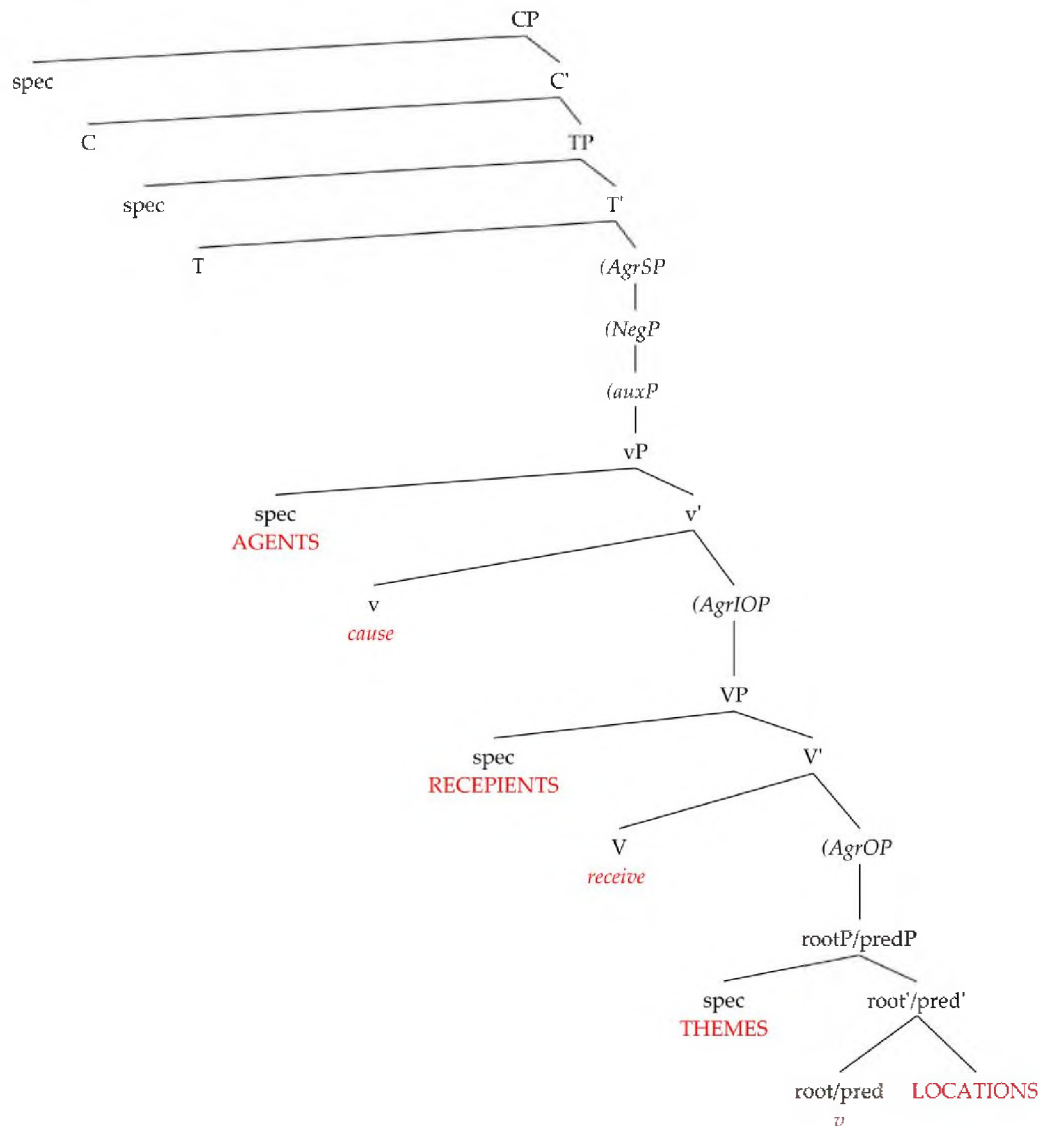 CP
spec
C'
C
TP
spec
T'
T
(AgrSP
(NegP
(auxP
vP
spec
AGENTS
v'
v
cause
(AgrIOP
VP
spec
RECEPIENTS
V'
V
receive
(AgrOP
rootP/predP
spec
THEMES
root'/pred'
root/pred
v
LOCATIONS